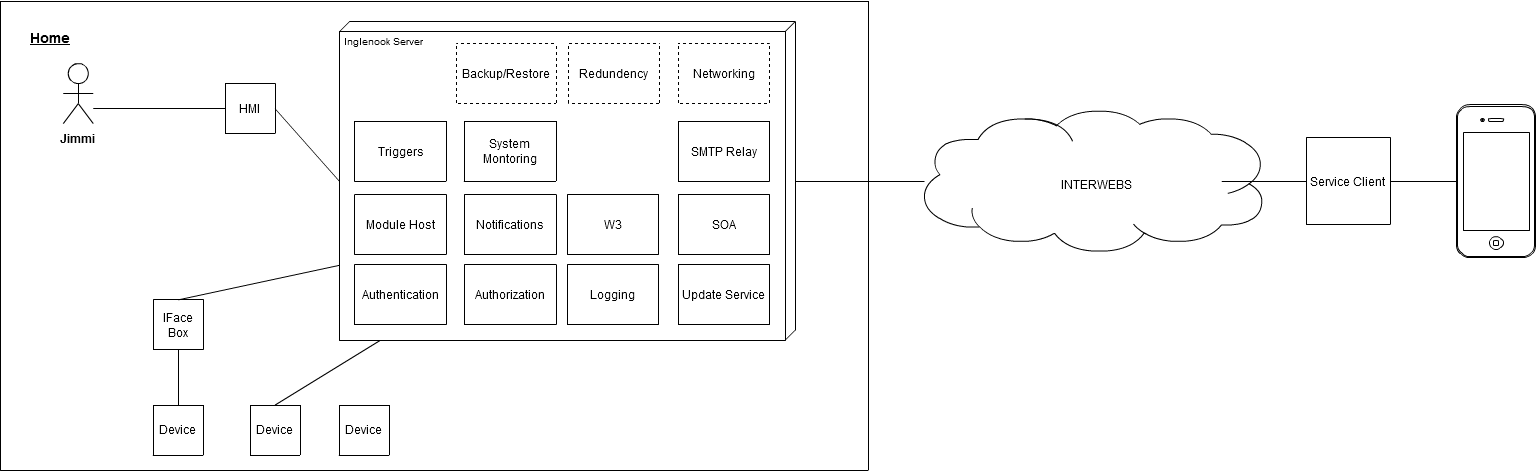 Home
Jimmi
HMI
Inglenook Server
Backup/Restore
Redundency
Networking
Triggers
System
Montoring
SMTP Relay
Module Host
Notifications
W3
SOA
Authentication
Authorization
Logging
Update Service
IFace
Box
Device
Device
Device
INTERWEBS
Service Client